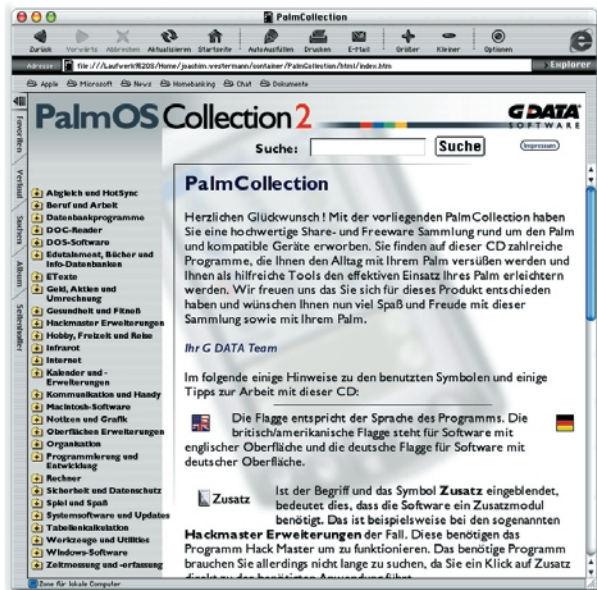 PalmCollection
Zurück Vorwärts Abbrechen Aktualisieren Startseite AutoAusfüllen Drucken E-Mail Größer Kleiner Optionen
Adresse: file:///Laufwerk%20S/Home/joachim.westermann/container/PalmCollection/html/index.htm Explorer
Apple Microsoft News Homebanking Chat Dokumente
Favoriten
Verlauf
Suchen
Album
Seitenhalter
PalmOS Collection 2
G DATA
SOFTWARE
Suche: Suche Impressum
Abgleich und HotSync
Beruf und Arbeit
Datenbankprogramme
DOC-Reader
DOS-Software
Edutainment, Bücher und
Info-Datenbanken
ETexte
Geld, Aktien und
Umrechnung
Gesundheit und Fitneß
Hackmaster Erweiterungen
Hobby, Freizeit und Reise
Infrarot
Internet
Kalender und -
Erweiterungen
Kommunikation und Handy
Macintosh-Software
Notizen und Grafik
Oberflächen Erweiterungen
Organisation
Programmierung und
Entwicklung
Rechner
Sicherheit und Datenschutz
Spiel und Spaß
Systemsoftware und Updates
Tabellenkalkulation
Werkzeuge und Utilities
Windows-Software
Zeitmessung und -erfassung
PalmCollection
Herzlichen Glückwunsch ! Mit der vorliegenden PalmCollection haben
Sie eine hochwertige Share- und Freeware Sammlung rund um den Palm
und kompatible Geräte erworben. Sie finden auf dieser CD zahlreiche
Programme, die Ihnen den Alltag mit Ihrem Palm versüßen werden und
Ihnen als hilfreiche Tools den effektiven Einsatz Ihres Palm erleichtern
werden. Wir freuen uns das Sie sich für dieses Produkt entschieden
haben und wünschen Ihnen nun viel Spaß und Freude mit dieser
Sammlung sowie mit Ihrem Palm.
Ihr G DATA Team
Im folgende einige Hinweise zu den benutzten Symbolen und einige
Tipps zur Arbeit mit dieser CD:
Die Flagge entspricht der Sprache des Programms. Die
britisch/amerikanische Flagge steht für Software mit
englischer Oberfläche und die deutsche Flagge für Software mit
deutscher Oberfläche.
Zusatz
Ist der Begriff und das Symbol Zusatz eingeblendet,
bedeutet dies, dass die Software ein Zusatzmodul
benötigt. Das ist beispielsweise bei den sogenannten
Hackmaster Erweiterungen der Fall. Diese benötigen das
Programm Hack Master um zu funktionieren. Das benötige Programm
brauchen Sie allerdings nicht lange zu suchen, da Sie ein Klick auf Zusatz
direkt zu der benötigten Anwendung führt.
Zone für lokale Computer